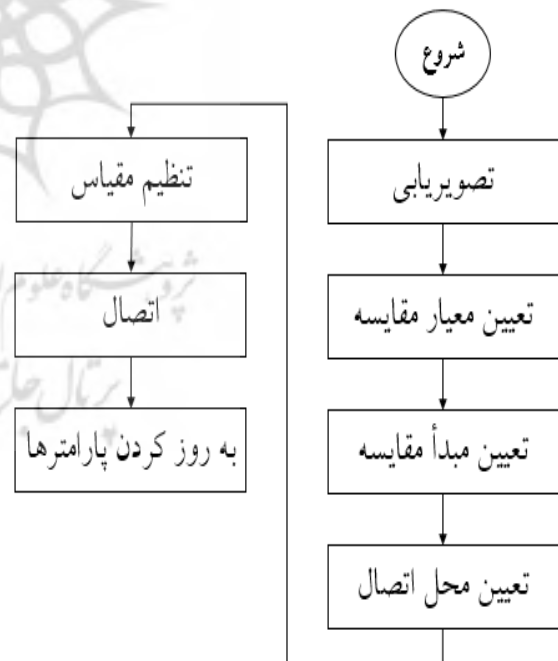 شروع
تصویریابی
تعیین معیار مقایسه
تعیین مبدأ مقایسه
تعیین محل اتصال
تنظیم مقیاس
اتصال
به روز کردن پارامترها